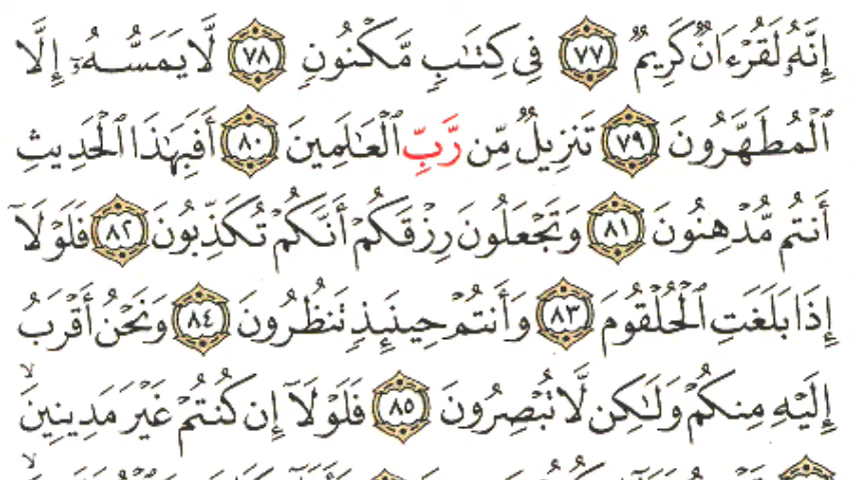 إِنَّهُۥ لَقُرْءَانٌ كَرِيمٌ ٧٧ فِى كِتَـٰبٍ مَّكْنُونٍ ٧٨ لَّا يَمَسُّهُۥٓ إِلَّا
ٱلْمُطَهَّرُونَ ٧٩ تَنزِيلٌ مِّن رَّبِّ ٱلْعَـٰلَمِينَ ٨٠ أَفَبِهَـٰذَا ٱلْحَدِيثِ
أَنتُم مُّدْهِنُونَ ٨١ وَتَجْعَلُونَ رِزْقَكُمْ أَنَّكُمْ تُكَذِّبُونَ ٨٢ فَلَوْلَآ
إِذَا بَلَغَتِ ٱلْحُلْقُومَ ٨٣ وَأَنتُمْ حِينَئِذٍ تَنظُرُونَ ٨٤ وَنَحْنُ أَقْرَبُ
إِلَيْهِ مِنكُمْ وَلَـٰكِن لَّا تُبْصِرُونَ ٨٥ فَلَوْلَآ إِن كُنتُمْ غَيْرَ مَدِينِينَ